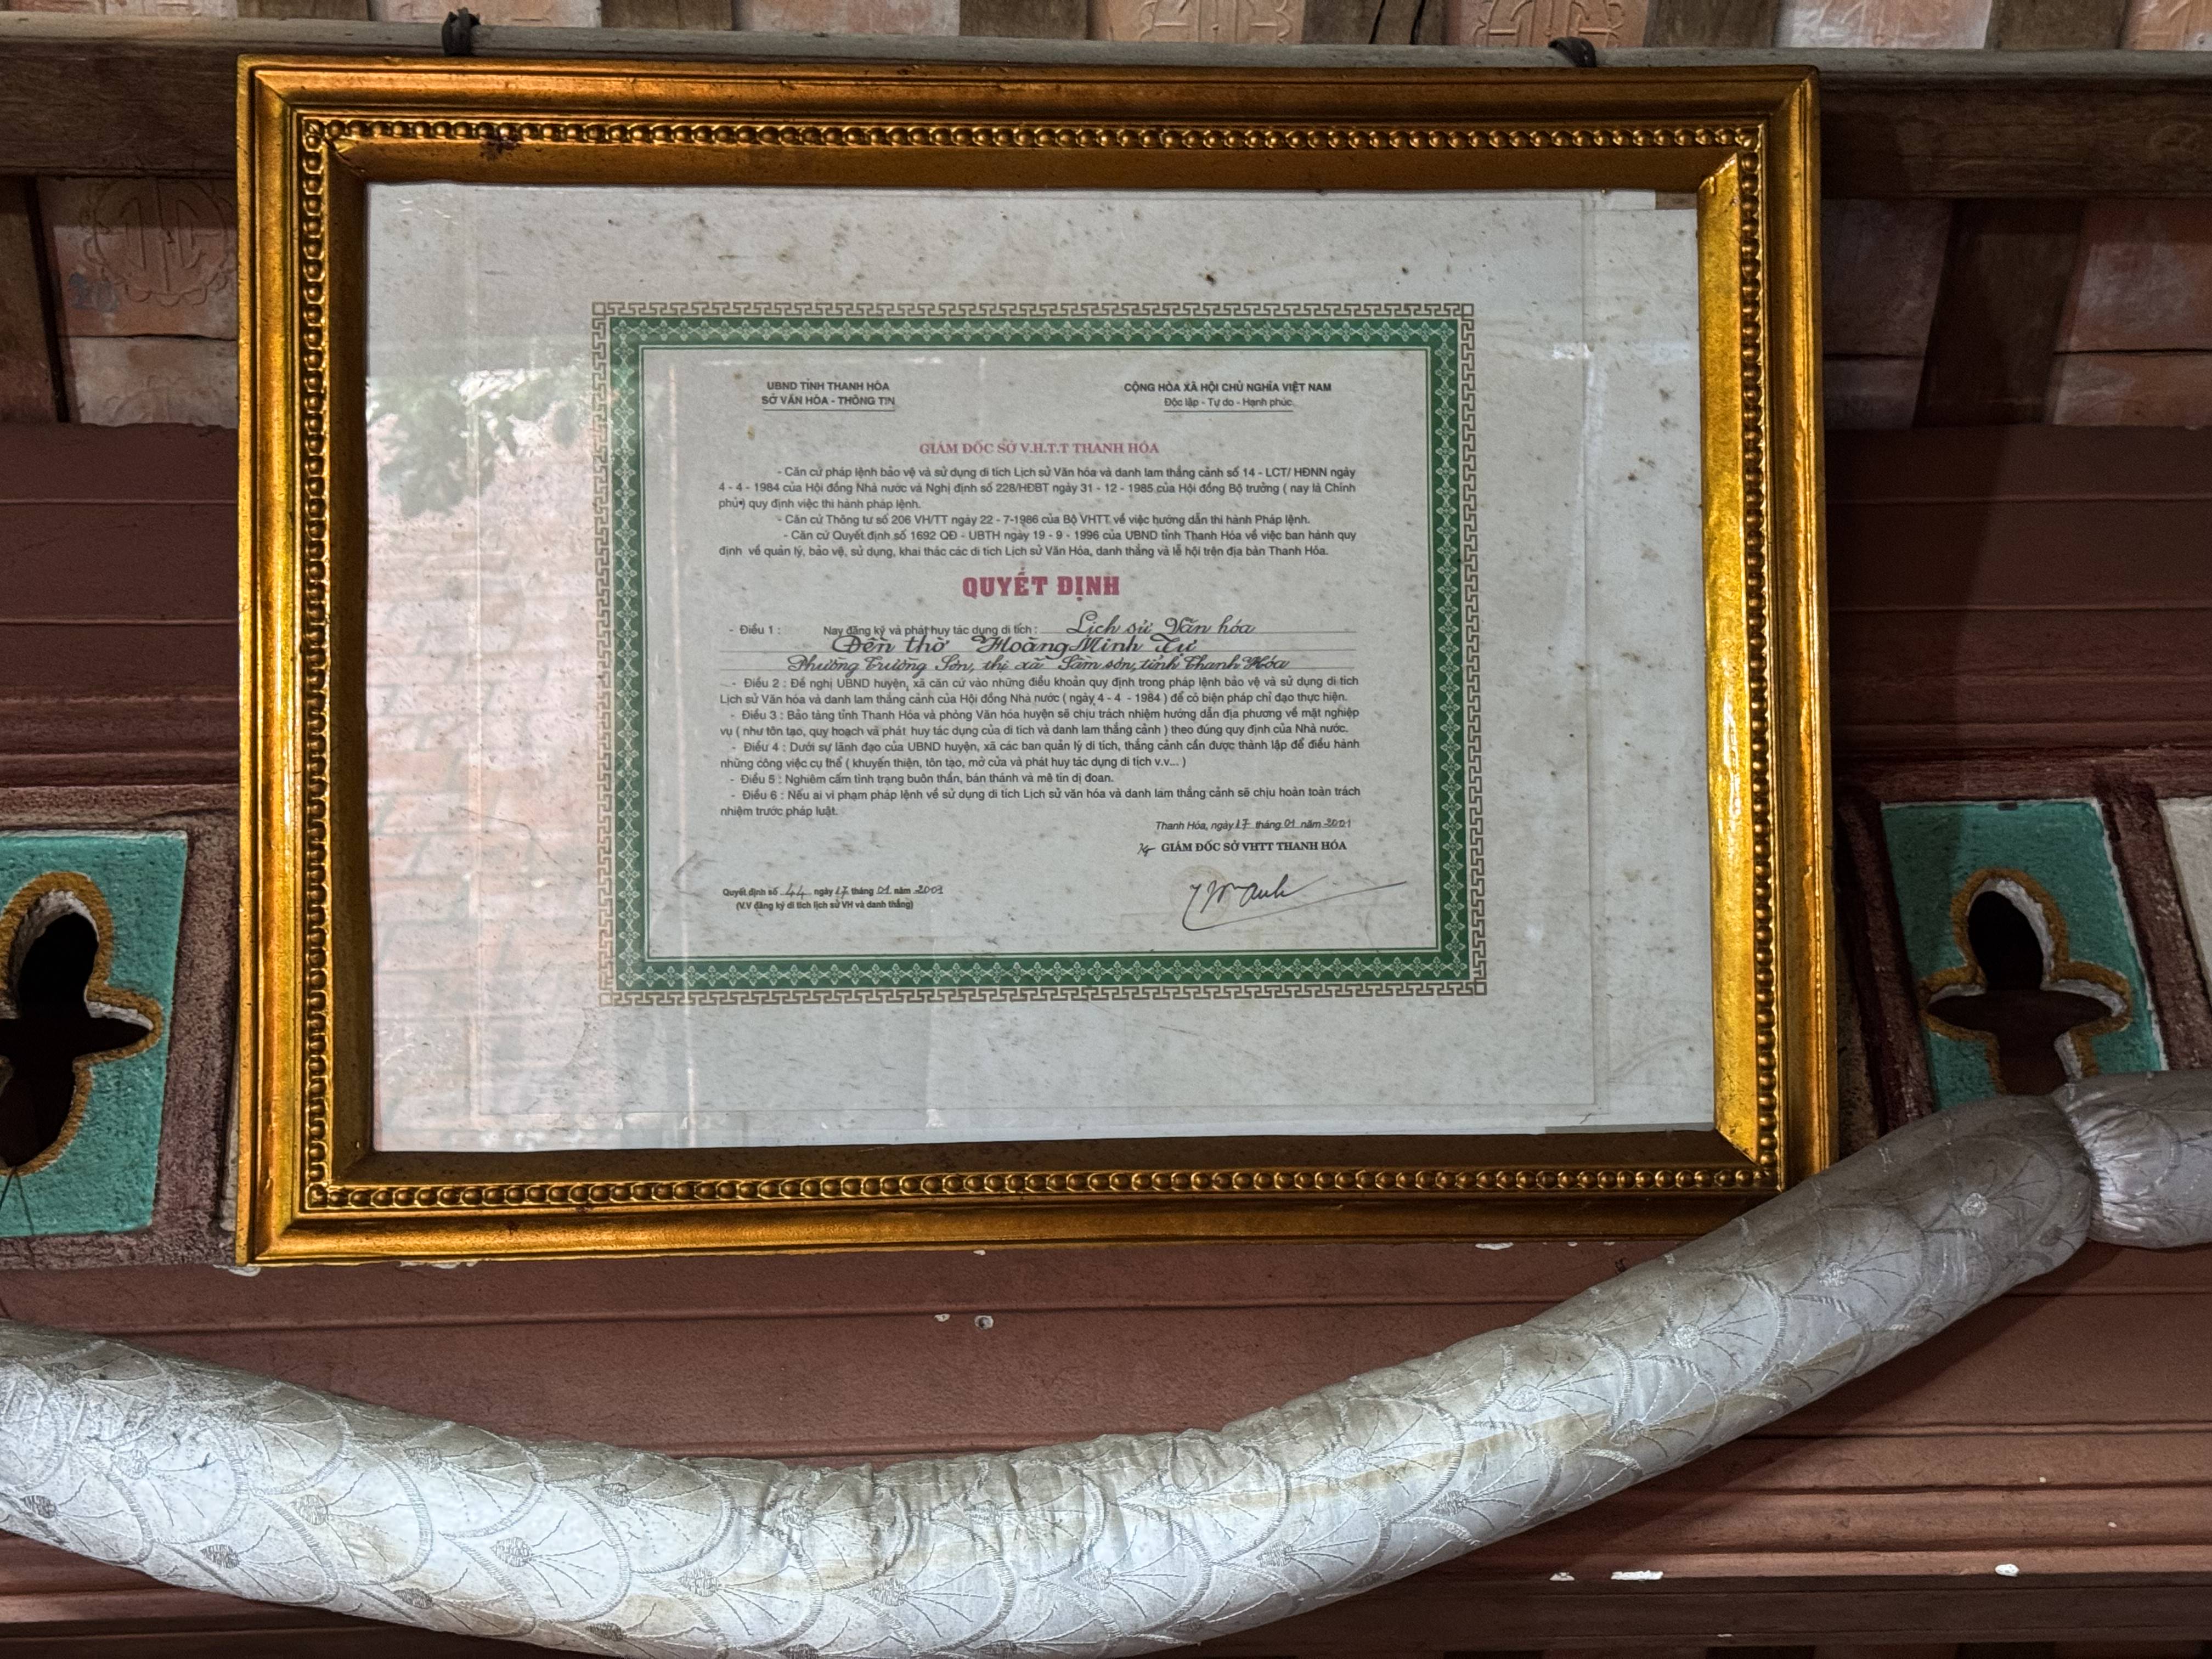 UBND TỈNH THANH HÓA
SỞ VĂN HÓA - THÔNG TIN
CỘNG HÒA XÃ HỘI CHỦ NGHĨA VIỆT NAM
Độc lập - Tự do - Hạnh phúc
GIÁM ĐỐC SỞ V.H.T.T THANH HÓA
- Căn cứ pháp lệnh bảo vệ và sử dụng di tích Lịch sử Văn hóa và danh lam thắng cảnh số 14 - LCT/ HĐNN ngày
4 - 4 - 1984 của Hội đồng Nhà nước và Nghị định số 228/HĐBT ngày 31 - 12 - 1985 của Hội đồng Bộ trưởng ( nay là Chính
phủ ) quy định việc thi hành pháp lệnh.
- Căn cứ Thông tư số 206 VH/TT ngày 22 - 7-1986 của Bộ VHTT về việc hướng dẫn thi hành Pháp lệnh.
- Căn cứ Quyết định số 1692 QĐ - UBTH ngày 19 - 9 - 1996 của UBND tỉnh Thanh Hóa về việc ban hành quy
định về quản lý, bảo vệ, sử dụng, khai thác các di tích Lịch sử Văn Hóa, danh thắng và lễ hội trên địa bàn Thanh Hóa.
QUYẾT ĐỊNH
- Điều 1 : Nay đăng ký và phát huy tác dụng di tích : Lịch sử Văn hóa
Đền thờ Hoàng Minh Tự
Phường Trường Sơn, thị xã Sầm sơn, tỉnh Thanh Hóa
- Điều 2 : Đề nghị UBND huyện, xã căn cứ vào những điều khoản quy định trong pháp lệnh bảo vệ và sử dụng di tích
Lịch sử Văn hóa và danh lam thắng cảnh của Hội đồng Nhà nước ( ngày 4 - 4 - 1984 ) để có biện pháp chỉ đạo thực hiện.
- Điều 3 : Bảo tàng tỉnh Thanh Hóa và phòng Văn hóa huyện sẽ chịu trách nhiệm hướng dẫn địa phương về mặt nghiệp
vụ ( như tôn tạo, quy hoạch và phát huy tác dụng của di tích và danh lam thắng cảnh ) theo đúng quy định của Nhà nước.
- Điều 4 : Dưới sự lãnh đạo của UBND huyện, xã các ban quản lý di tích, thắng cảnh cần được thành lập để điều hành
những công việc cụ thể ( khuyến thiện, tôn tạo, mở cửa và phát huy tác dụng di tích v.v... )
- Điều 5 : Nghiêm cấm tình trạng buôn thần, bán thánh và mê tín dị đoan.
- Điều 6 : Nếu ai vi phạm pháp lệnh về sử dụng di tích Lịch sử văn hóa và danh lam thắng cảnh sẽ chịu hoàn toàn trách
nhiệm trước pháp luật.
Thanh Hóa, ngày 17 tháng 01 năm 2001
GIÁM ĐỐC SỞ VHTT THANH HÓA
Quyết định số 44 ngày 17 tháng 01 năm 2001
(V.V đăng ký di tích lịch sử VH và danh thắng)